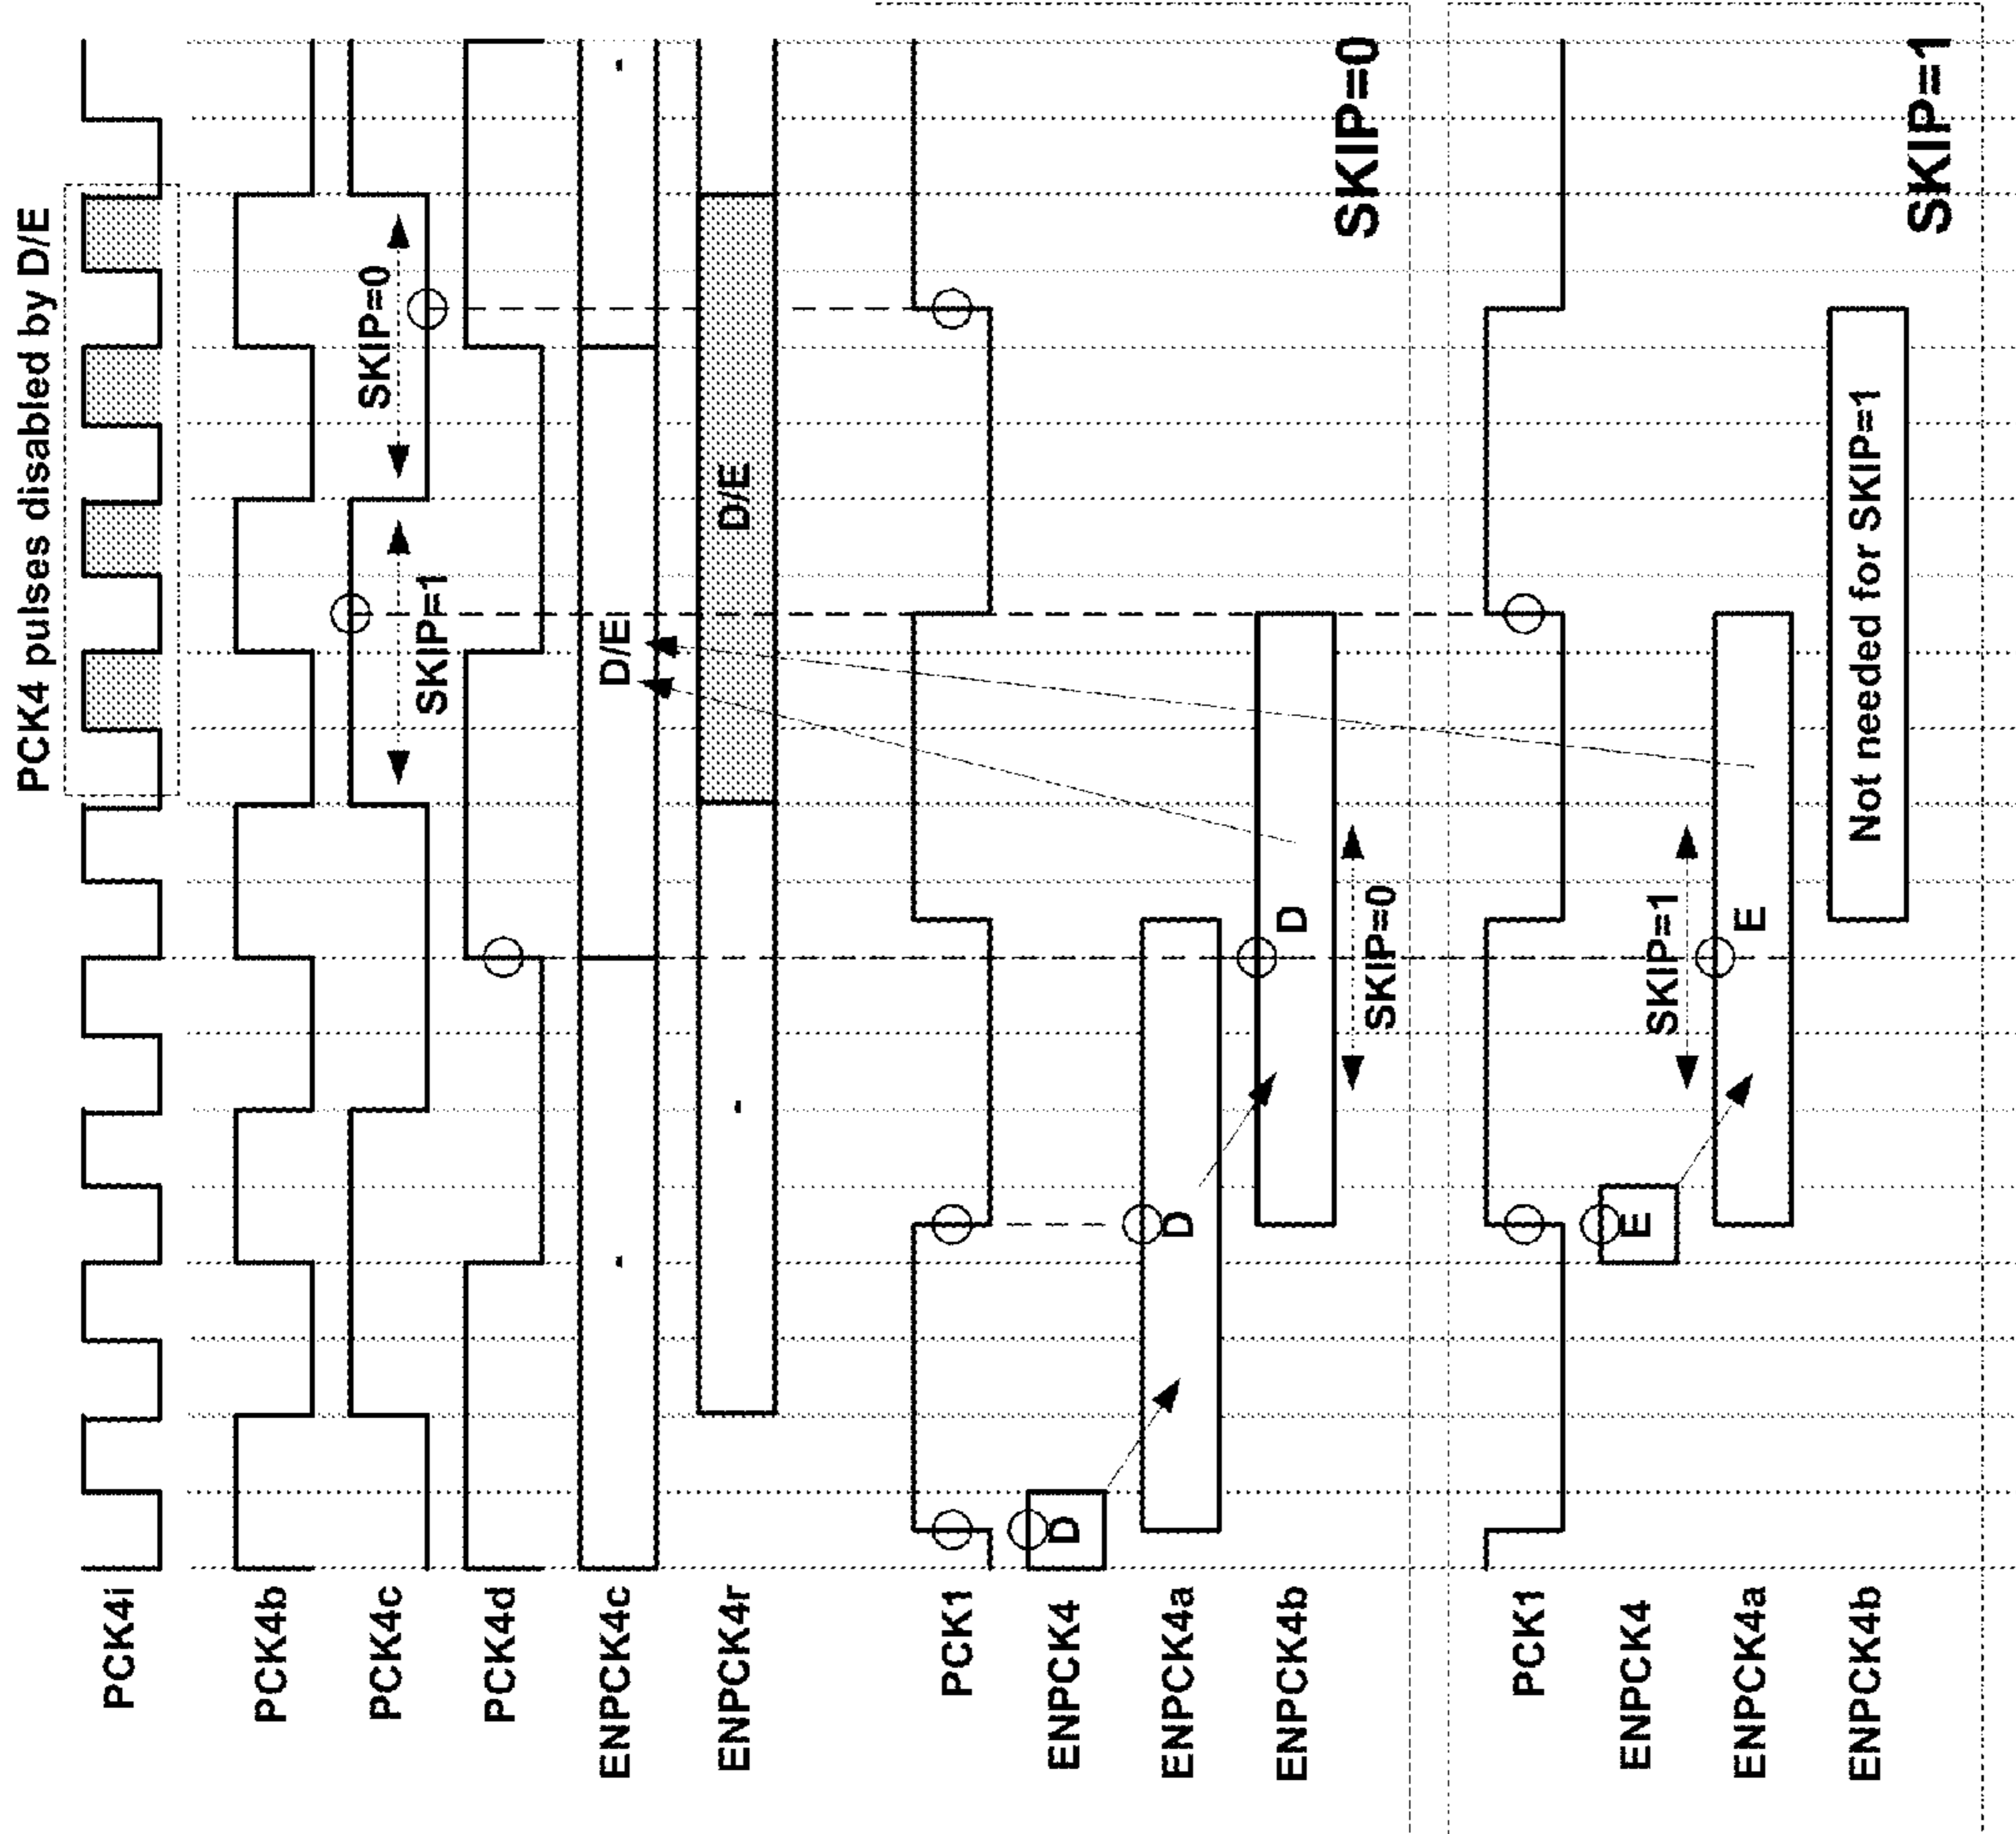 PCK4 pulses disabled by D/E
PCK4i
PCK4b
PCK4c
SKIP=1
SKIP=0
PCK4d
ENPCK4c
-
D/E
-
ENPCK4r
-
D/E
PCK1
ENPCK4
D
ENPCK4a
D
ENPCK4b
D
SKIP=0
SKIP=0
PCK1
ENPCK4
E
SKIP=1
ENPCK4a
E
ENPCK4b
Not needed for SKIP=1
SKIP=1